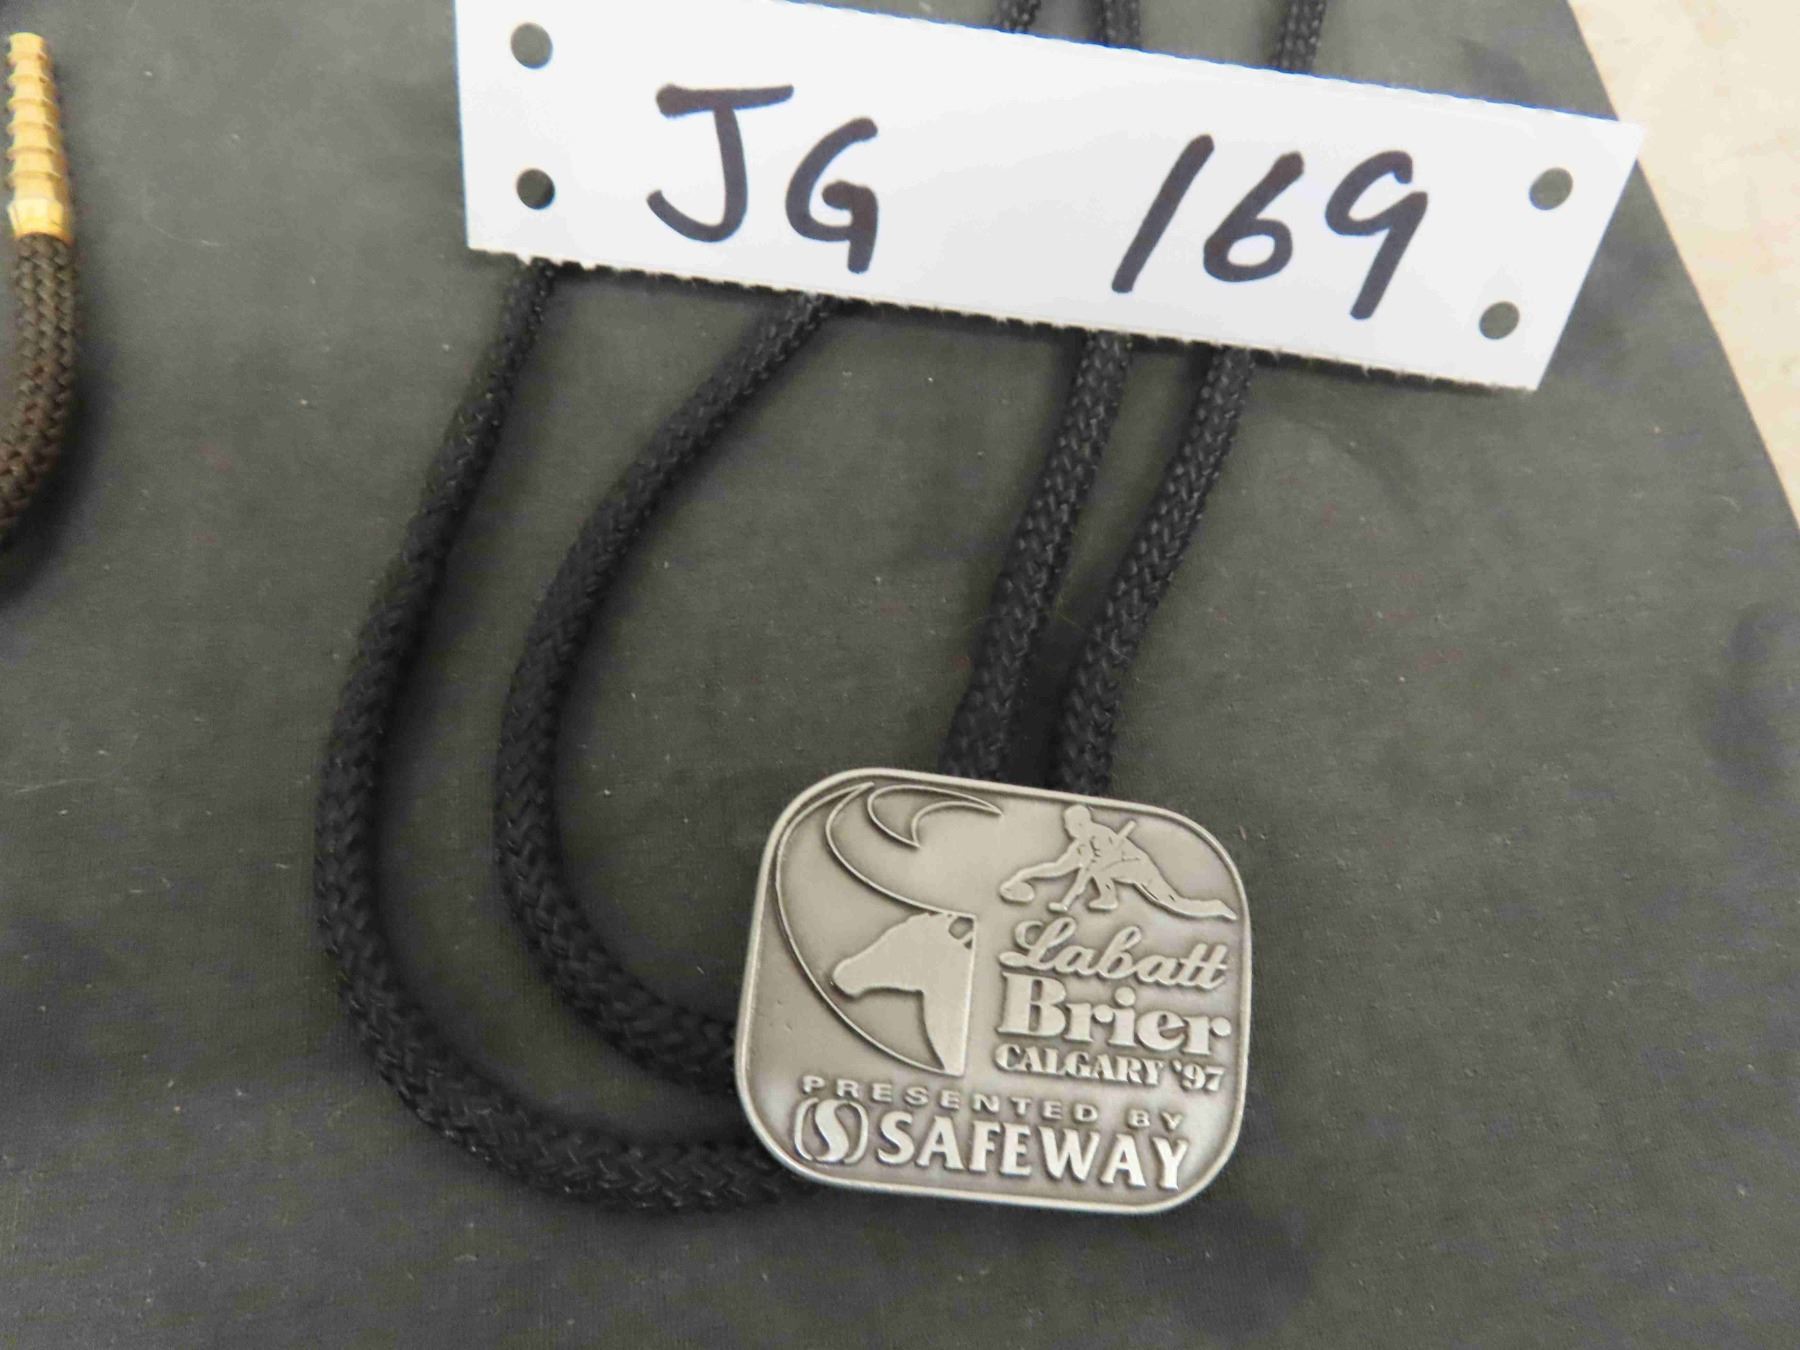 JG 169
Labatt
Brier
CALGARY '97
PRESENTED BY
SAFEWAY